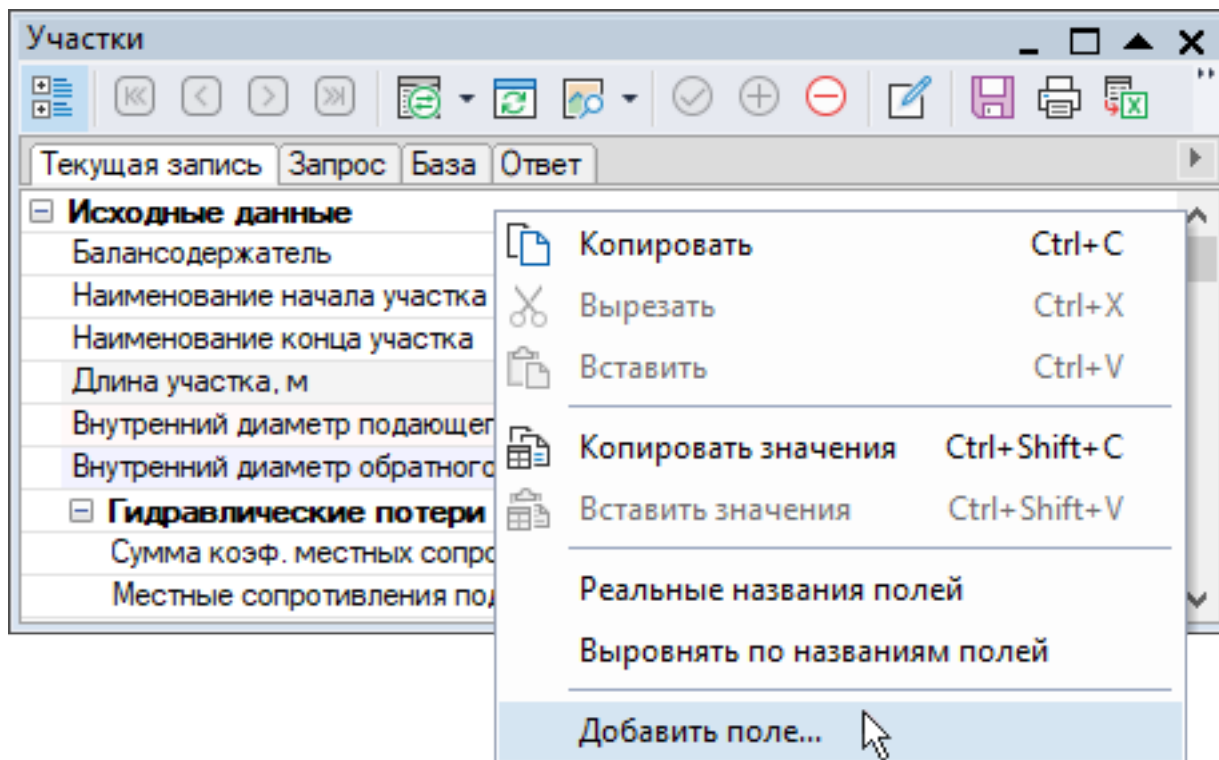 Участки
Текущая запись Запрос База Ответ
Исходные данные
Балансодержатель
Наименование начала участка
Наименование конца участка
Длина участка, м
Внутренний диаметр подающег
Внутренний диаметр обратного
Гидравлические потери
Сумма коэф. местных сопро
Местные сопротивления под
Копировать Ctrl+C
Вырезать Ctrl+X
Вставить Ctrl+V
Копировать значения Ctrl+Shift+C
Вставить значения Ctrl+Shift+V
Реальные названия полей
Выровнять по названиям полей
Добавить поле...